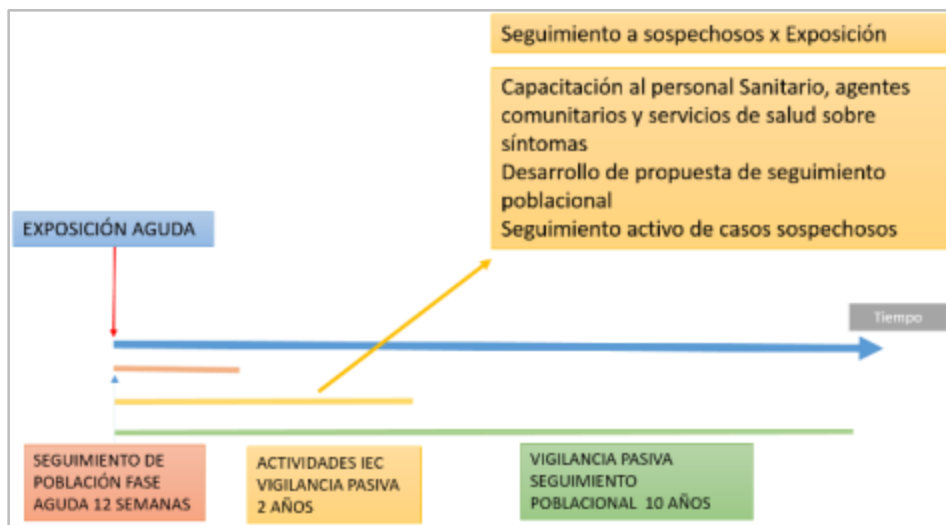 Seguimiento a sospechosos x Exposición
Capacitación al personal Sanitario, agentes
comunitarios y servicios de salud sobre
síntomas
Desarrollo de propuesta de seguimiento
poblacional
Seguimiento activo de casos sospechosos
EXPOSICIÓN AGUDA
Tiempo
SEGUIMIENTO DE
POBLACIÓN FASE
AGUDA 12 SEMANAS
ACTIVIDADES IEC
VIGILANCIA PASIVA
2 AÑOS
VIGILANCIA PASIVA
SEGUIMIENTO
POBLACIONAL 10 AÑOS